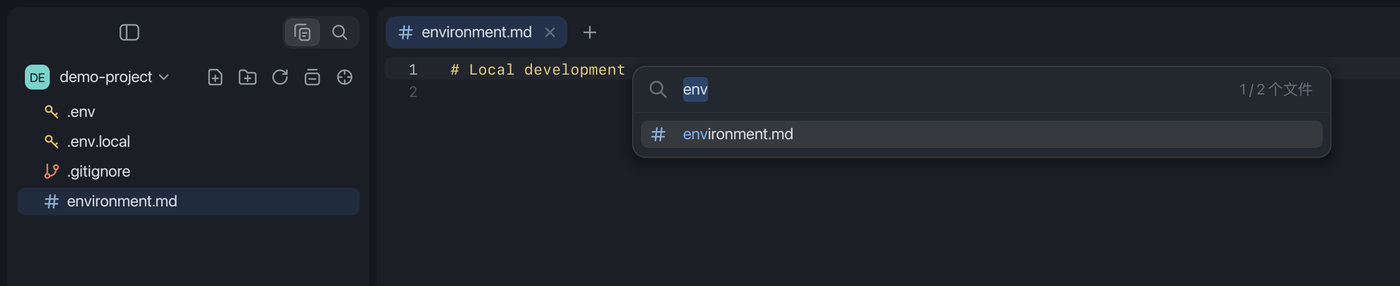 environment.md
DE demo-project
.env
.env.local
.gitignore
environment.md
1 # Local development
2
env 1/2 个文件
environment.md